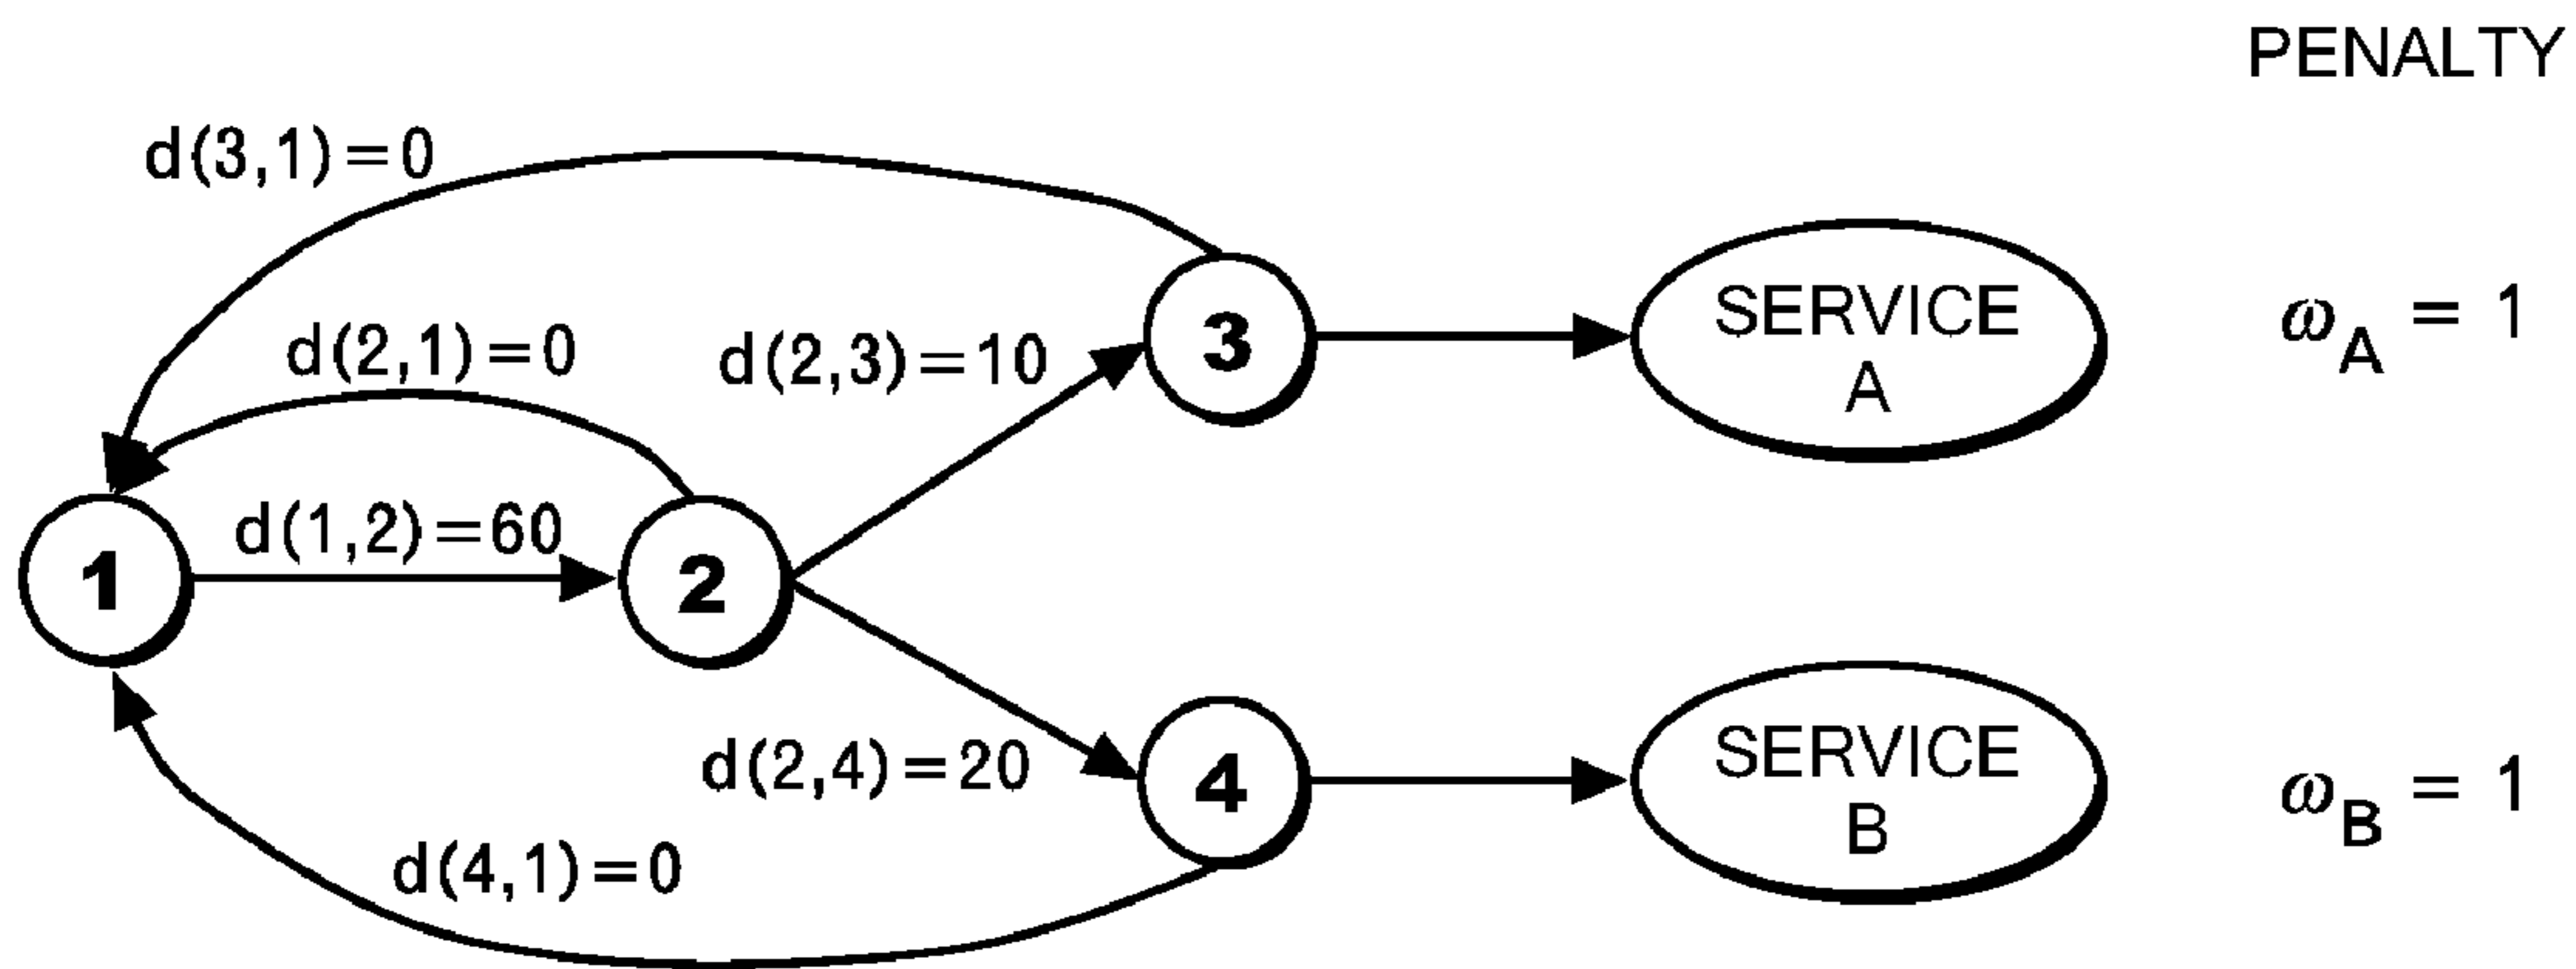 PENALTY
d(3,1)=0
d(2,1)=0
d(2,3)=10
3
SERVICE
A
ωA = 1
d(1,2)=60
1
2
d(2,4)=20
4
SERVICE
B
ωB = 1
d(4,1)=0